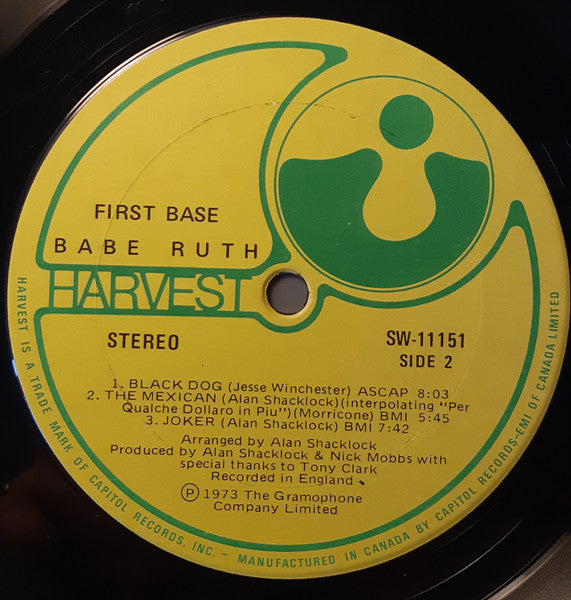 FIRST BASE
BABE RUTH
HARVEST
STEREO
SW-11151
SIDE 2
1. BLACK DOG (Jesse Winchester) ASCAP 8:03
2. THE MEXICAN (Alan Shacklock)(interpolating "Per
Qualche Dollaro in Piu")(Morricone) BMI 5:45
3. JOKER (Alan Shacklock) BMI 7:42
Arranged by Alan Shacklock
Produced by Alan Shacklock & Nick Mobbs with
special thanks to Tony Clark
Recorded in England
℗ 1973 The Gramophone
Company Limited
HARVEST IS A TRADE MARK OF CAPITOL RECORDS, INC. – MANUFACTURED IN CANADA BY CAPITOL RECORDS-EMI OF CANADA LIMITED